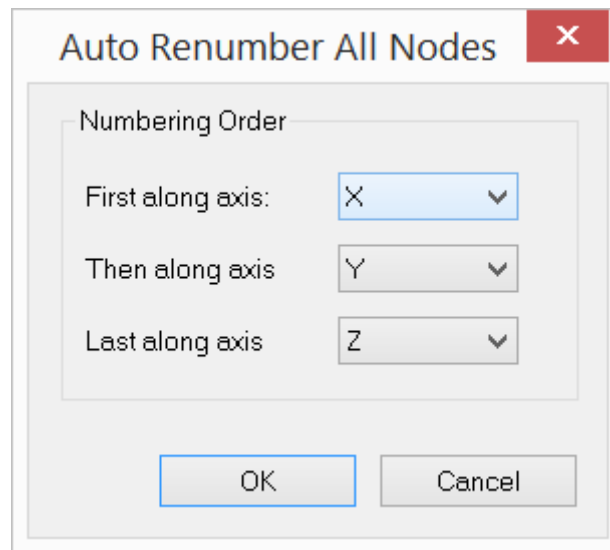 Auto Renumber All Nodes
Numbering Order
First along axis: X
Then along axis Y
Last along axis Z
OK Cancel